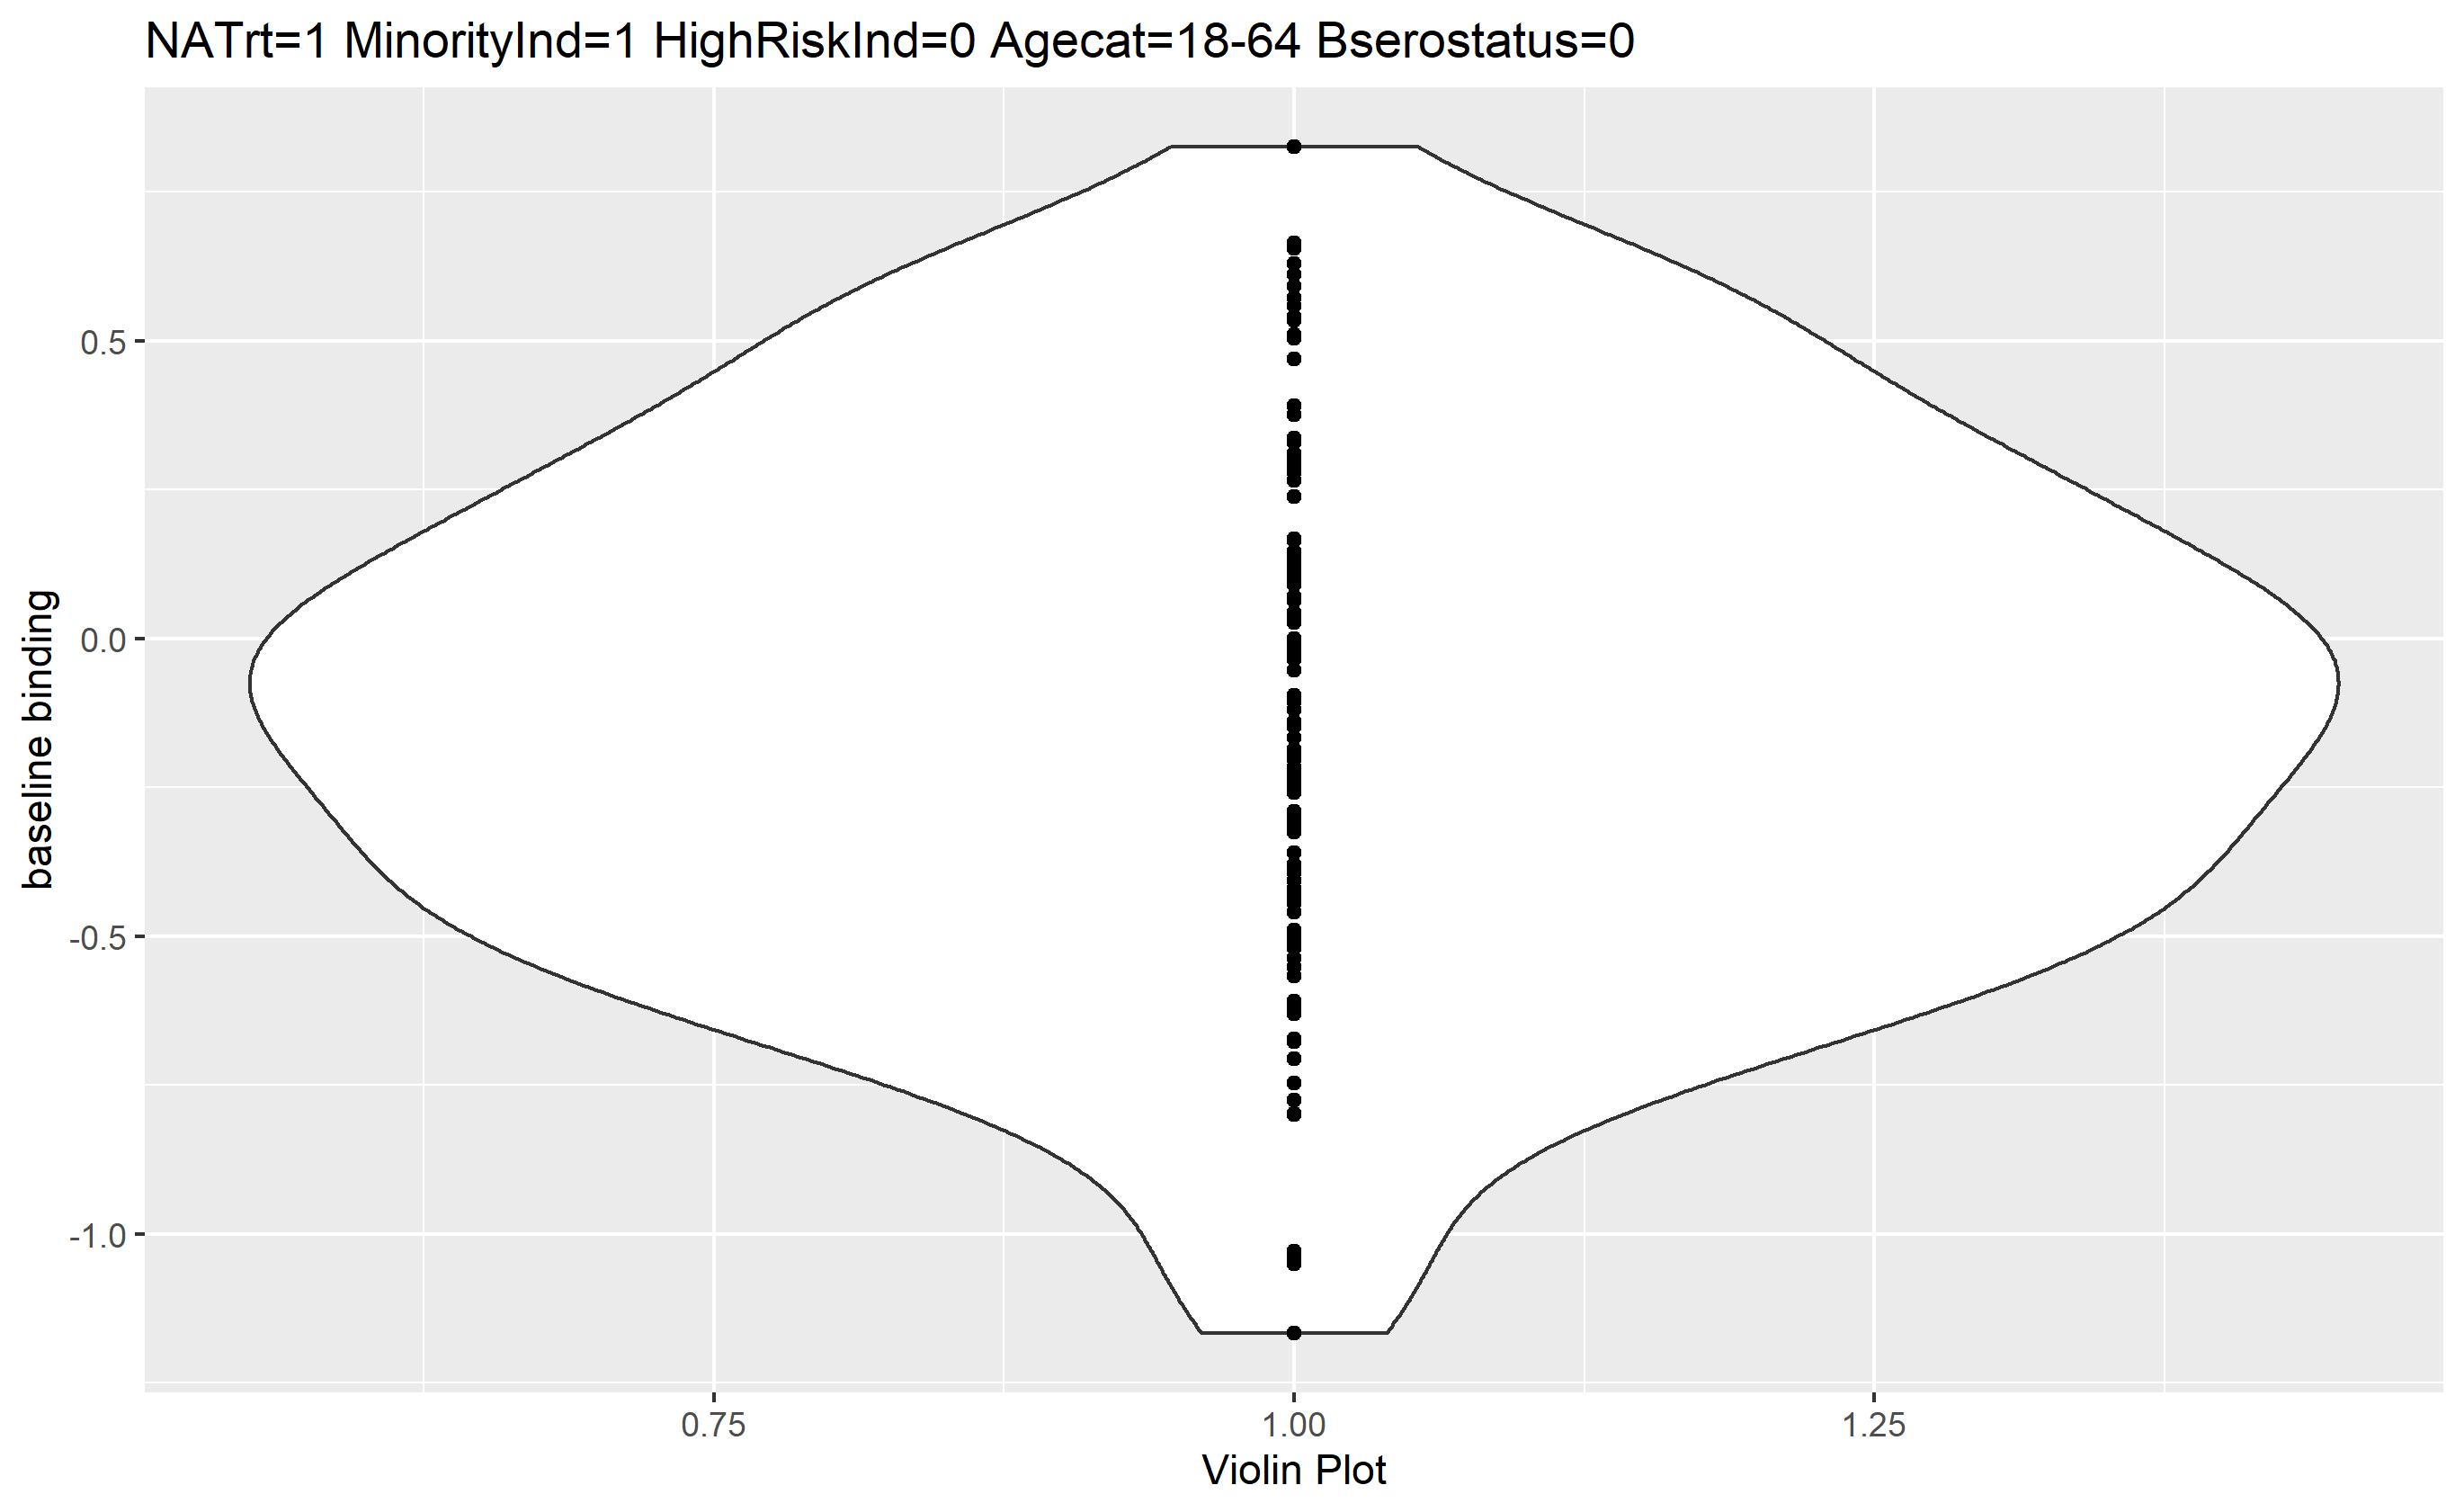 NATrt=1 MinorityInd=1 HighRiskInd=0 Agecat=18-64 Bserostatus=0
baseline binding
0.5
0.0
-0.5
-1.0
0.75 1.00 1.25
Violin Plot